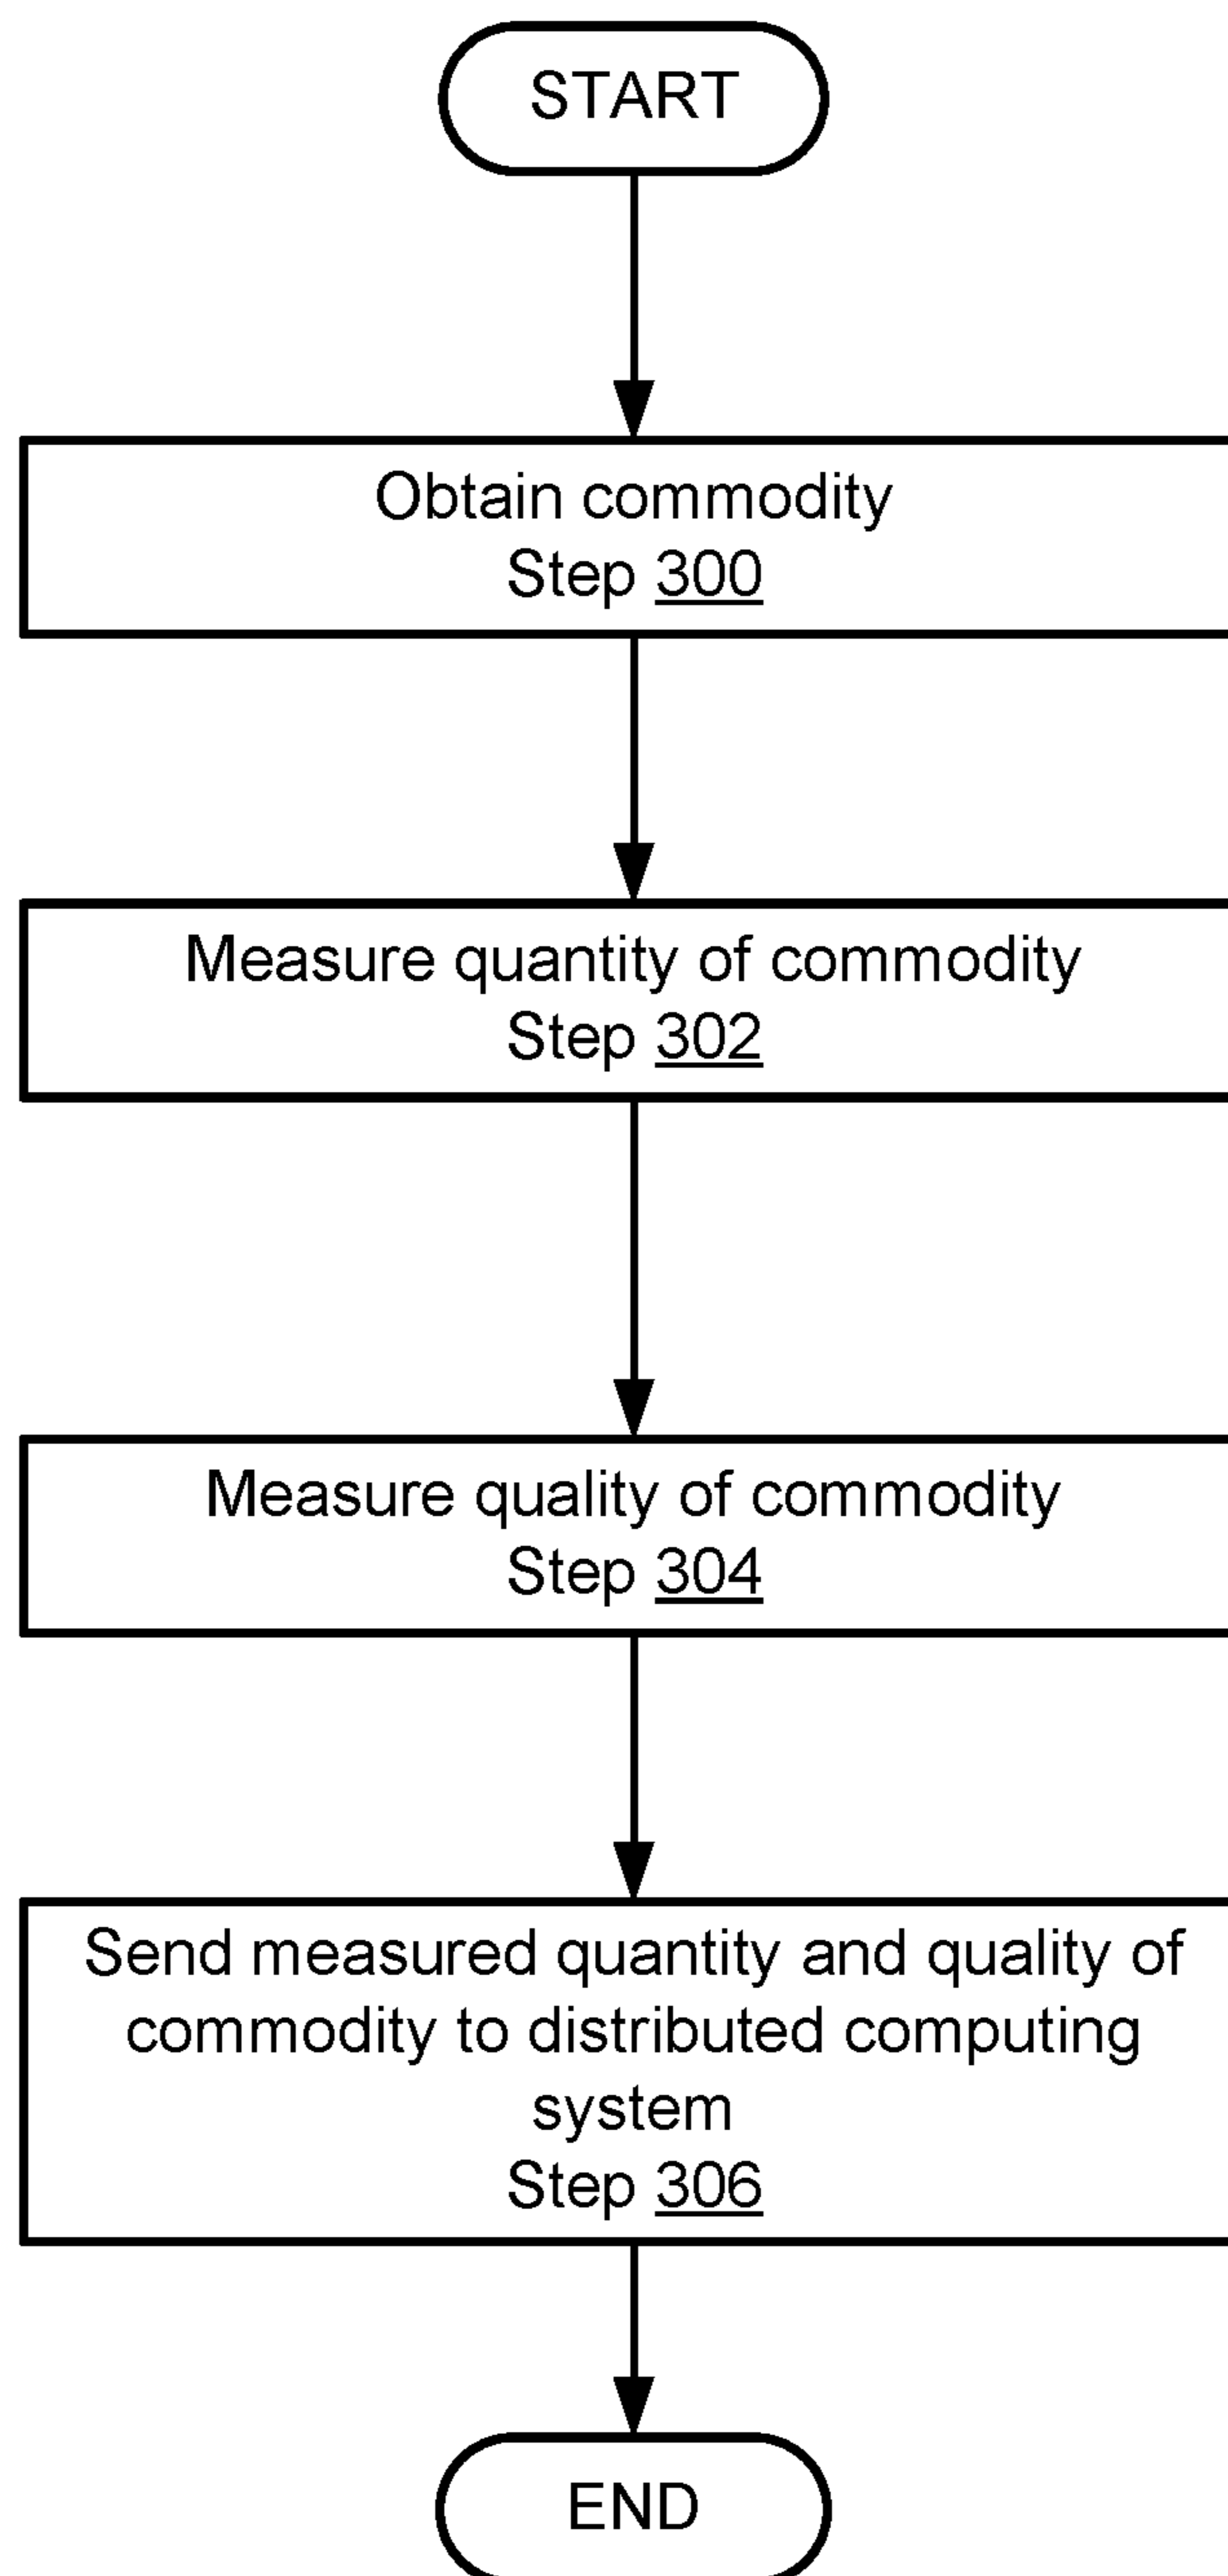 START
Obtain commodity
Step 300
Measure quantity of commodity
Step 302
Measure quality of commodity
Step 304
Send measured quantity and quality of
commodity to distributed computing
system
Step 306
END